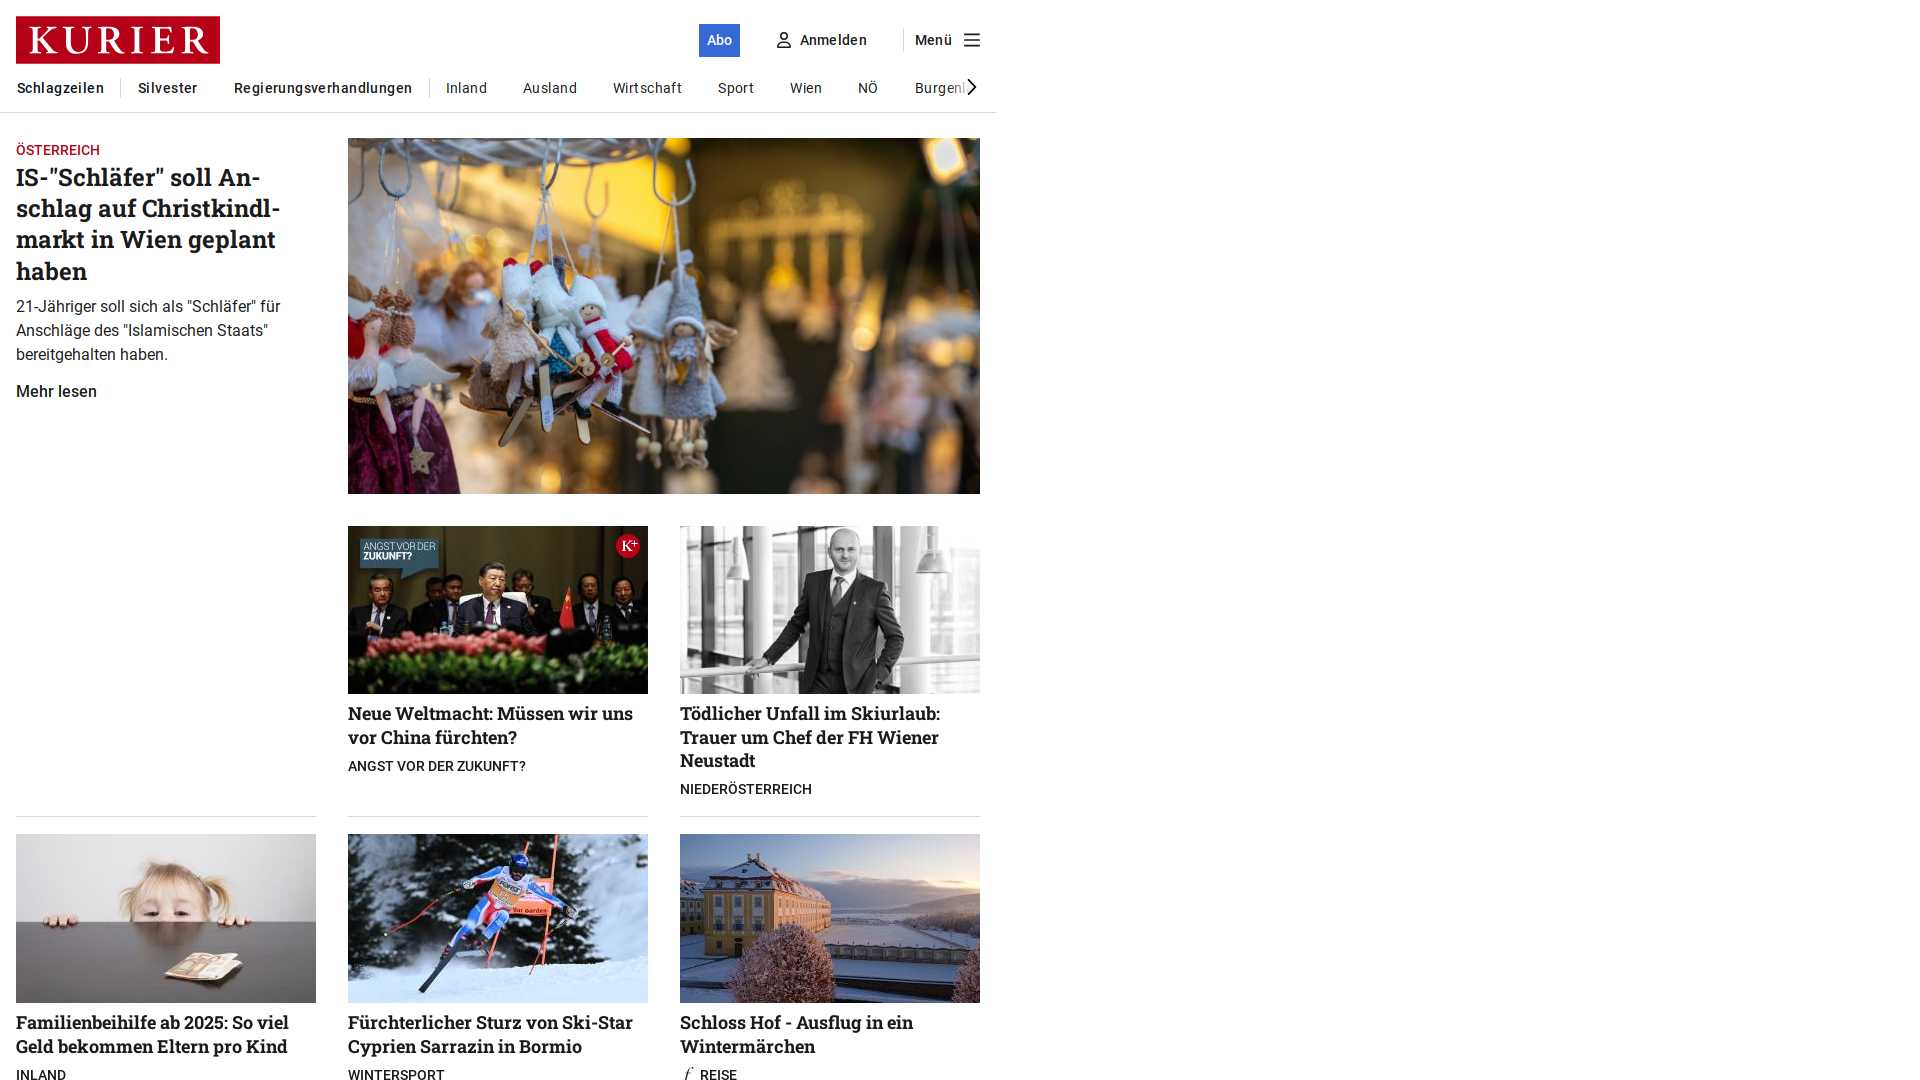 KURIER
Abo
Anmelden
Menü
Schlagzeilen
Silvester
Regierungsverhandlungen
Inland
Ausland
Wirtschaft
Sport
Wien
NÖ
Burgenl
ÖSTERREICH
IS-"Schläfer" soll An-
schlag auf Christkindl-
markt in Wien geplant
haben
21-Jähriger soll sich als "Schläfer" für
Anschläge des "Islamischen Staats"
bereitgehalten haben.
Mehr lesen
ANGST VOR DER
ZUKUNFT?
K+
Neue Weltmacht: Müssen wir uns
vor China fürchten?
ANGST VOR DER ZUKUNFT?
Tödlicher Unfall im Skiurlaub:
Trauer um Chef der FH Wiener
Neustadt
NIEDERÖSTERREICH
Familienbeihilfe ab 2025: So viel
Geld bekommen Eltern pro Kind
INLAND
Fürchterlicher Sturz von Ski-Star
Cyprien Sarrazin in Bormio
WINTERSPORT
Schloss Hof - Ausflug in ein
Wintermärchen
f REISE